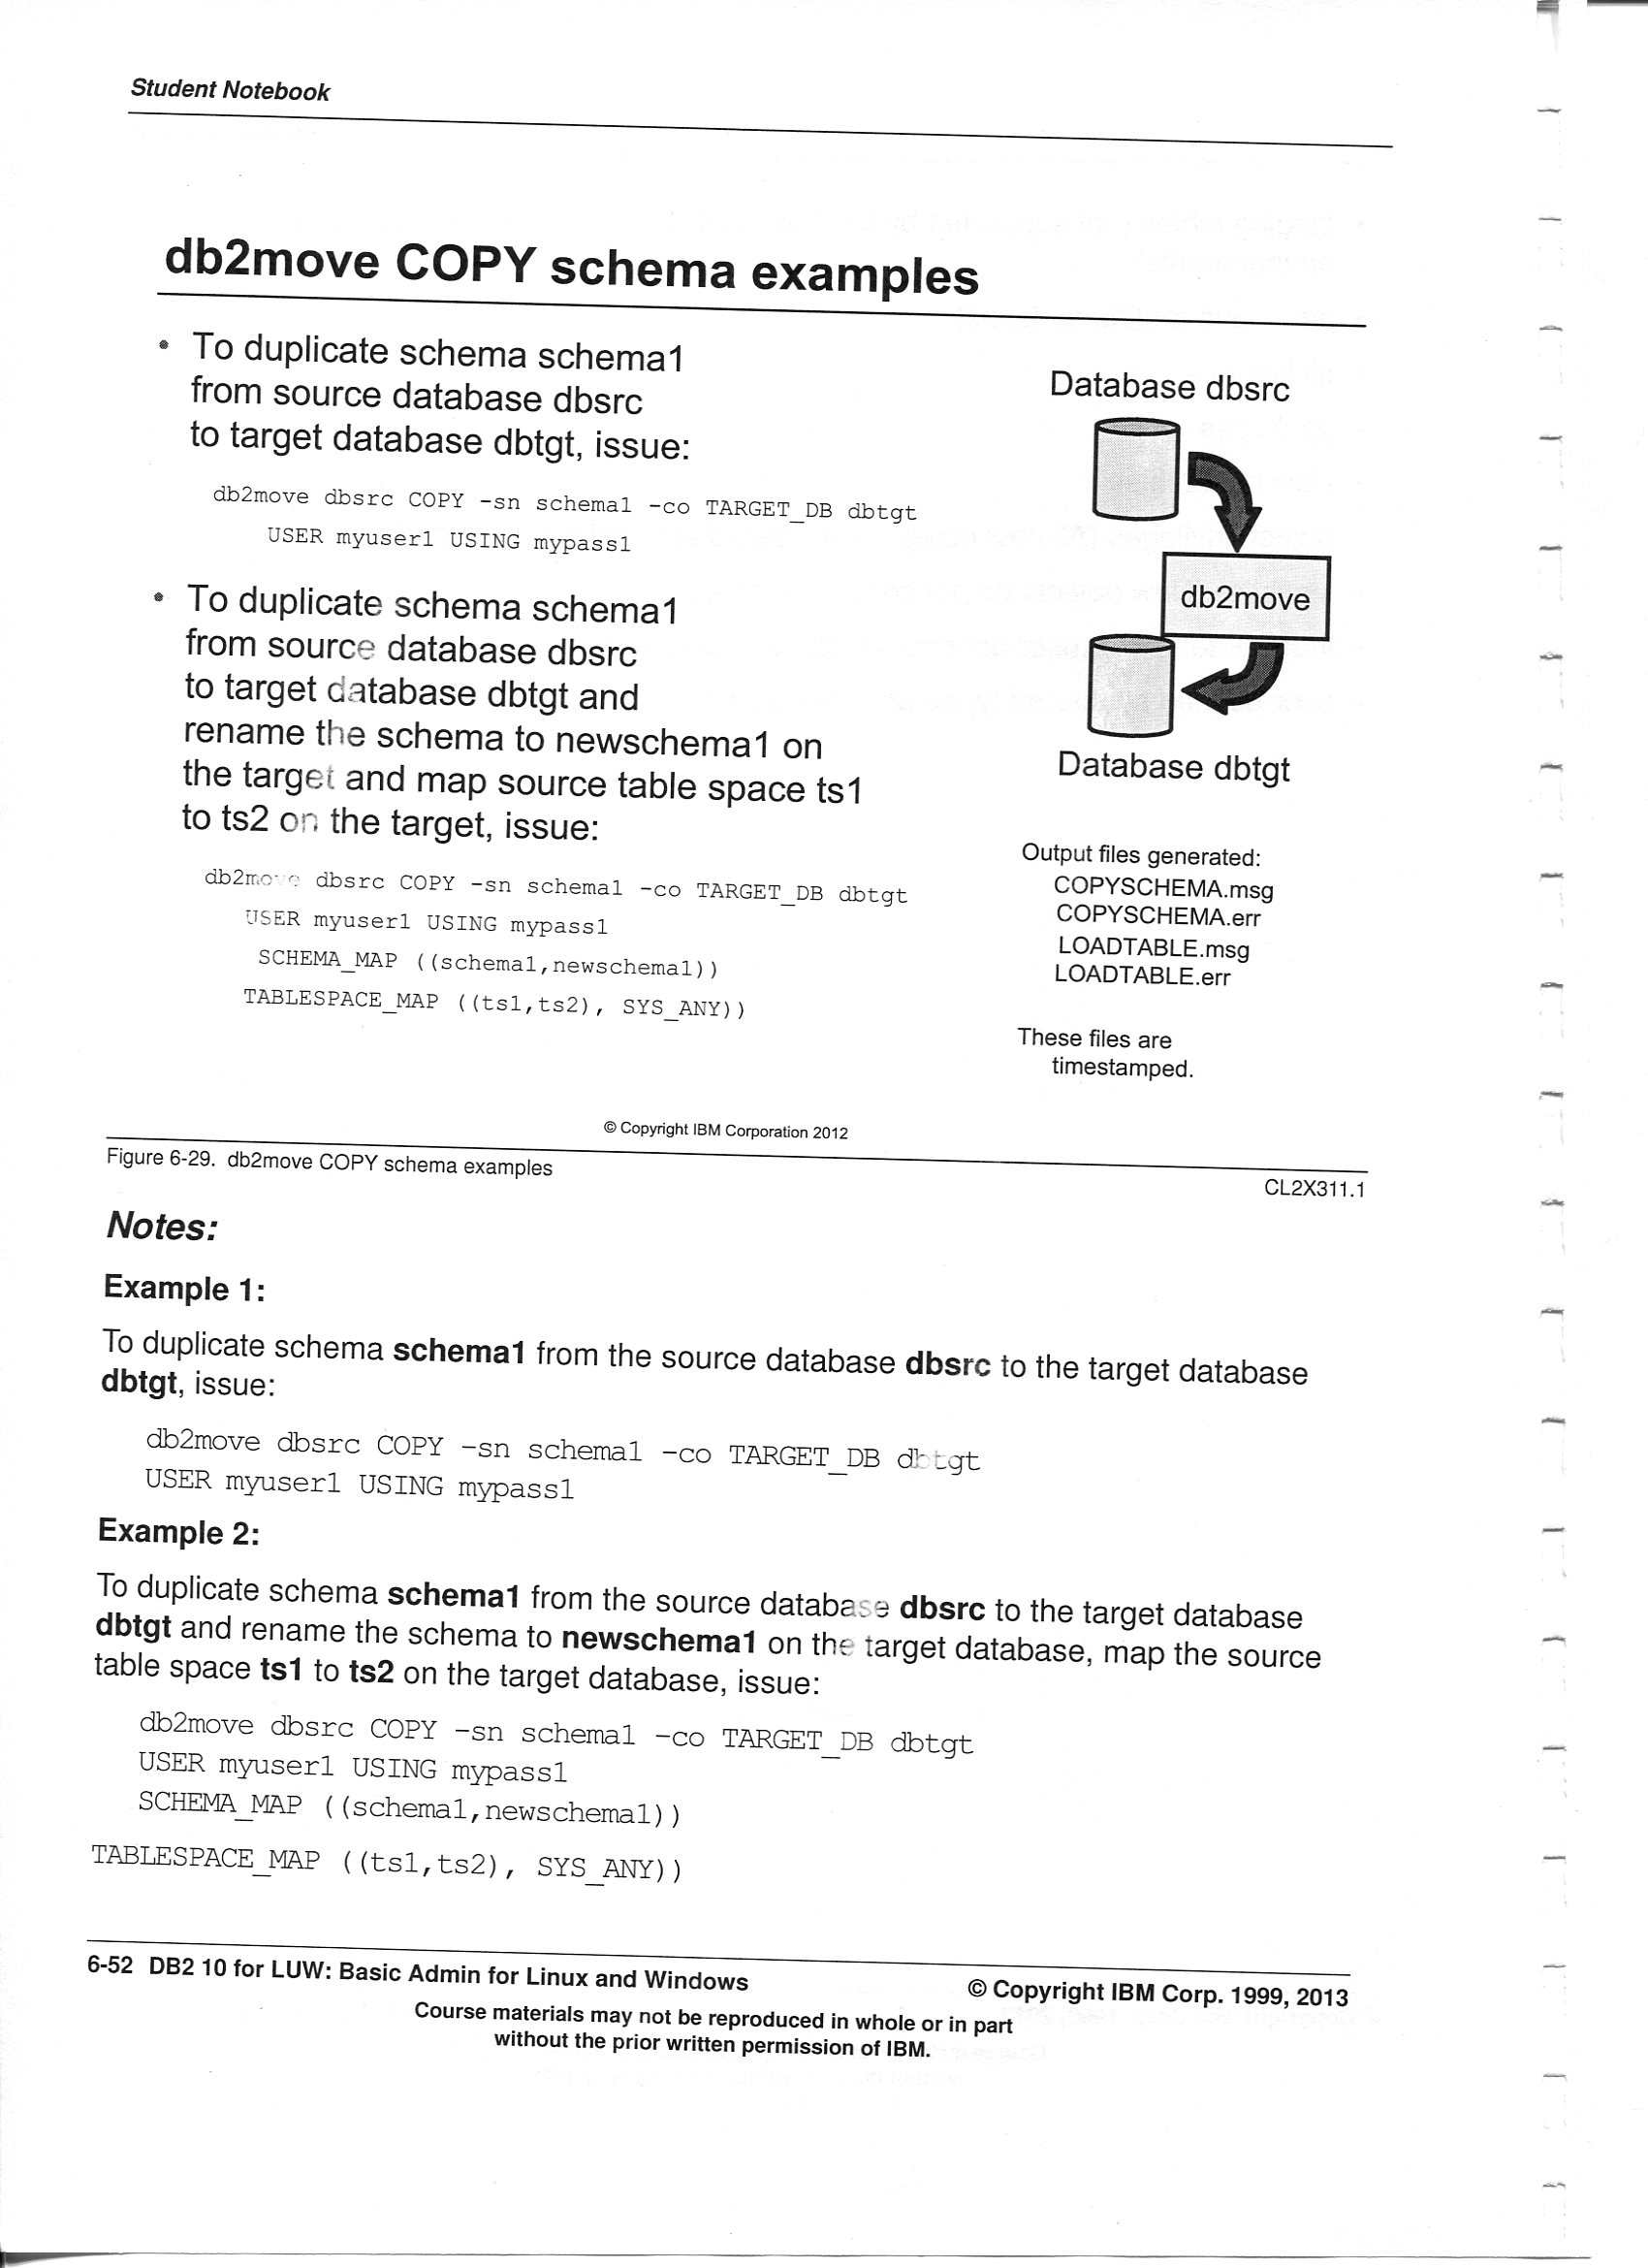 Student Notebook
db2move COPY schema examples
• To duplicate schema schema1
from source database dbsrc
to target database dbtgt, issue:
db2move dbsrc COPY -sn schema1 -co TARGET_DB dbtgt
USER myuser1 USING mypass1
• To duplicate schema schema1
from source database dbsrc
to target database dbtgt and
rename the schema to newschema1 on
the target and map source table space ts1
to ts2 on the target, issue:
db2move dbsrc COPY -sn schema1 -co TARGET_DB dbtgt
USER myuser1 USING mypass1
SCHEMA_MAP ((schema1,newschema1))
TABLESPACE_MAP ((ts1,ts2), SYS_ANY))
Database dbsrc
db2move
Database dbtgt
Output files generated:
COPYSCHEMA.msg
COPYSCHEMA.err
LOADTABLE.msg
LOADTABLE.err
These files are
timestamped.
© Copyright IBM Corporation 2012
Figure 6-29. db2move COPY schema examples
CL2X311.1
Notes:
Example 1:
To duplicate schema schema1 from the source database dbsrc to the target database
dbtgt, issue:
db2move dbsrc COPY -sn schema1 -co TARGET_DB dbtgt
USER myuser1 USING mypass1
Example 2:
To duplicate schema schema1 from the source database dbsrc to the target database
dbtgt and rename the schema to newschema1 on the target database, map the source
table space ts1 to ts2 on the target database, issue:
db2move dbsrc COPY -sn schema1 -co TARGET_DB dbtgt
USER myuser1 USING mypass1
SCHEMA_MAP ((schema1,newschema1))
TABLESPACE_MAP ((ts1,ts2), SYS_ANY))
6-52 DB2 10 for LUW: Basic Admin for Linux and Windows
© Copyright IBM Corp. 1999, 2013
Course materials may not be reproduced in whole or in part
without the prior written permission of IBM.